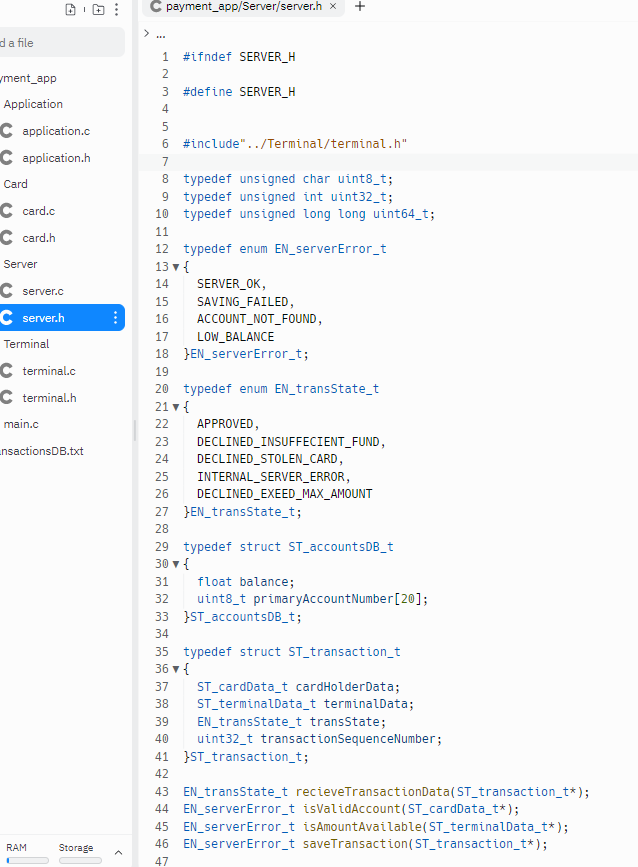 payment_app/Server/server.h × +
d a file
> ...
yment_app
Application
C application.c
C application.h
Card
C card.c
C card.h
Server
C server.c
C server.h
Terminal
C terminal.c
C terminal.h
main.c
ansactionsDB.txt
RAM
Storage
1 #ifndef SERVER_H
2
3 #define SERVER_H
4
5
6 #include"../Terminal/terminal.h"
7
8 typedef unsigned char uint8_t;
9 typedef unsigned int uint32_t;
10 typedef unsigned long long uint64_t;
11
12 typedef enum EN_serverError_t
13 {
14 SERVER_OK,
15 SAVING_FAILED,
16 ACCOUNT_NOT_FOUND,
17 LOW_BALANCE
18 }EN_serverError_t;
19
20 typedef enum EN_transState_t
21 {
22 APPROVED,
23 DECLINED_INSUFFECIENT_FUND,
24 DECLINED_STOLEN_CARD,
25 INTERNAL_SERVER_ERROR,
26 DECLINED_EXEED_MAX_AMOUNT
27 }EN_transState_t;
28
29 typedef struct ST_accountsDB_t
30 {
31 float balance;
32 uint8_t primaryAccountNumber[20];
33 }ST_accountsDB_t;
34
35 typedef struct ST_transaction_t
36 {
37 ST_cardData_t cardHolderData;
38 ST_terminalData_t terminalData;
39 EN_transState_t transState;
40 uint32_t transactionSequenceNumber;
41 }ST_transaction_t;
42
43 EN_transState_t recieveTransactionData(ST_transaction_t*);
44 EN_serverError_t isValidAccount(ST_cardData_t*);
45 EN_serverError_t isAmountAvailable(ST_terminalData_t*);
46 EN_serverError_t saveTransaction(ST_transaction_t*);
47